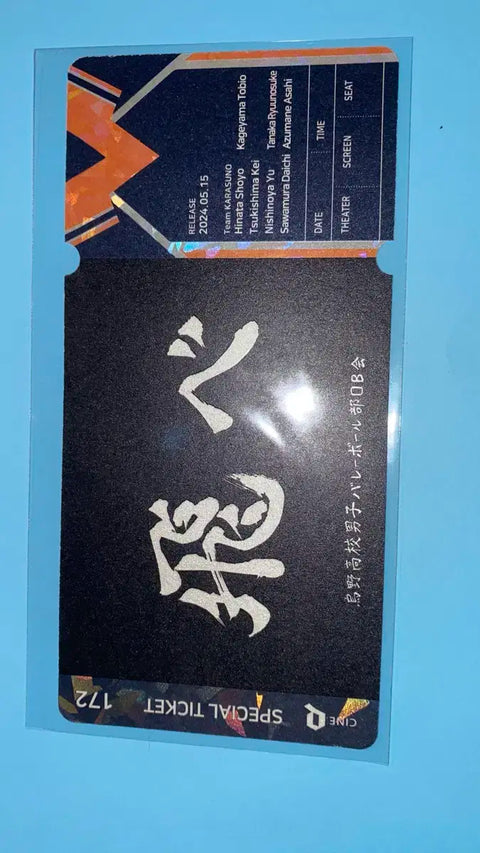 RELEASE
2024.05.15
Team KARASUNO
Hinata Shoyo Kageyama Tobio
Tsukishima Kei
Nishinoya Yu Tanaka Ryuunosuke
Sawamura Daichi Azumane Asahi
DATE TIME
THEATER SCREEN SEAT
飛べ
烏野高校男子バレーボール部OB会
CINE Q
SPECIAL TICKET
172